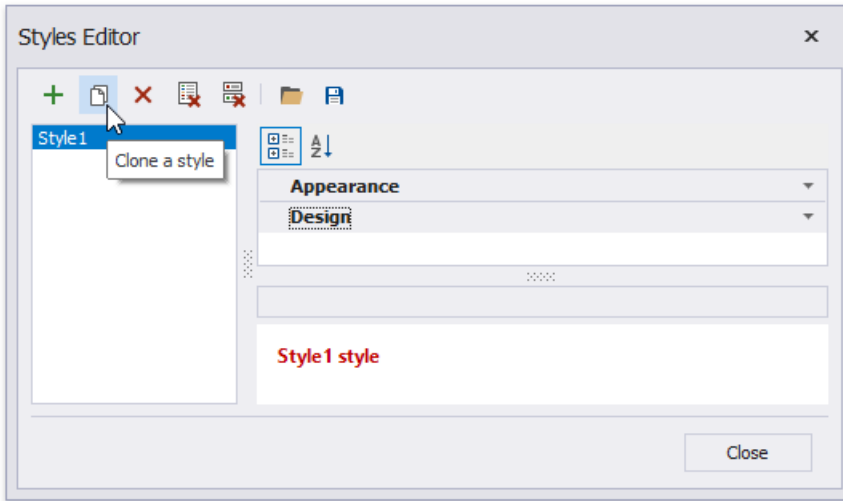 Styles Editor
Style1
Clone a style
A
Z
Appearance
Design
Style1 style
Close